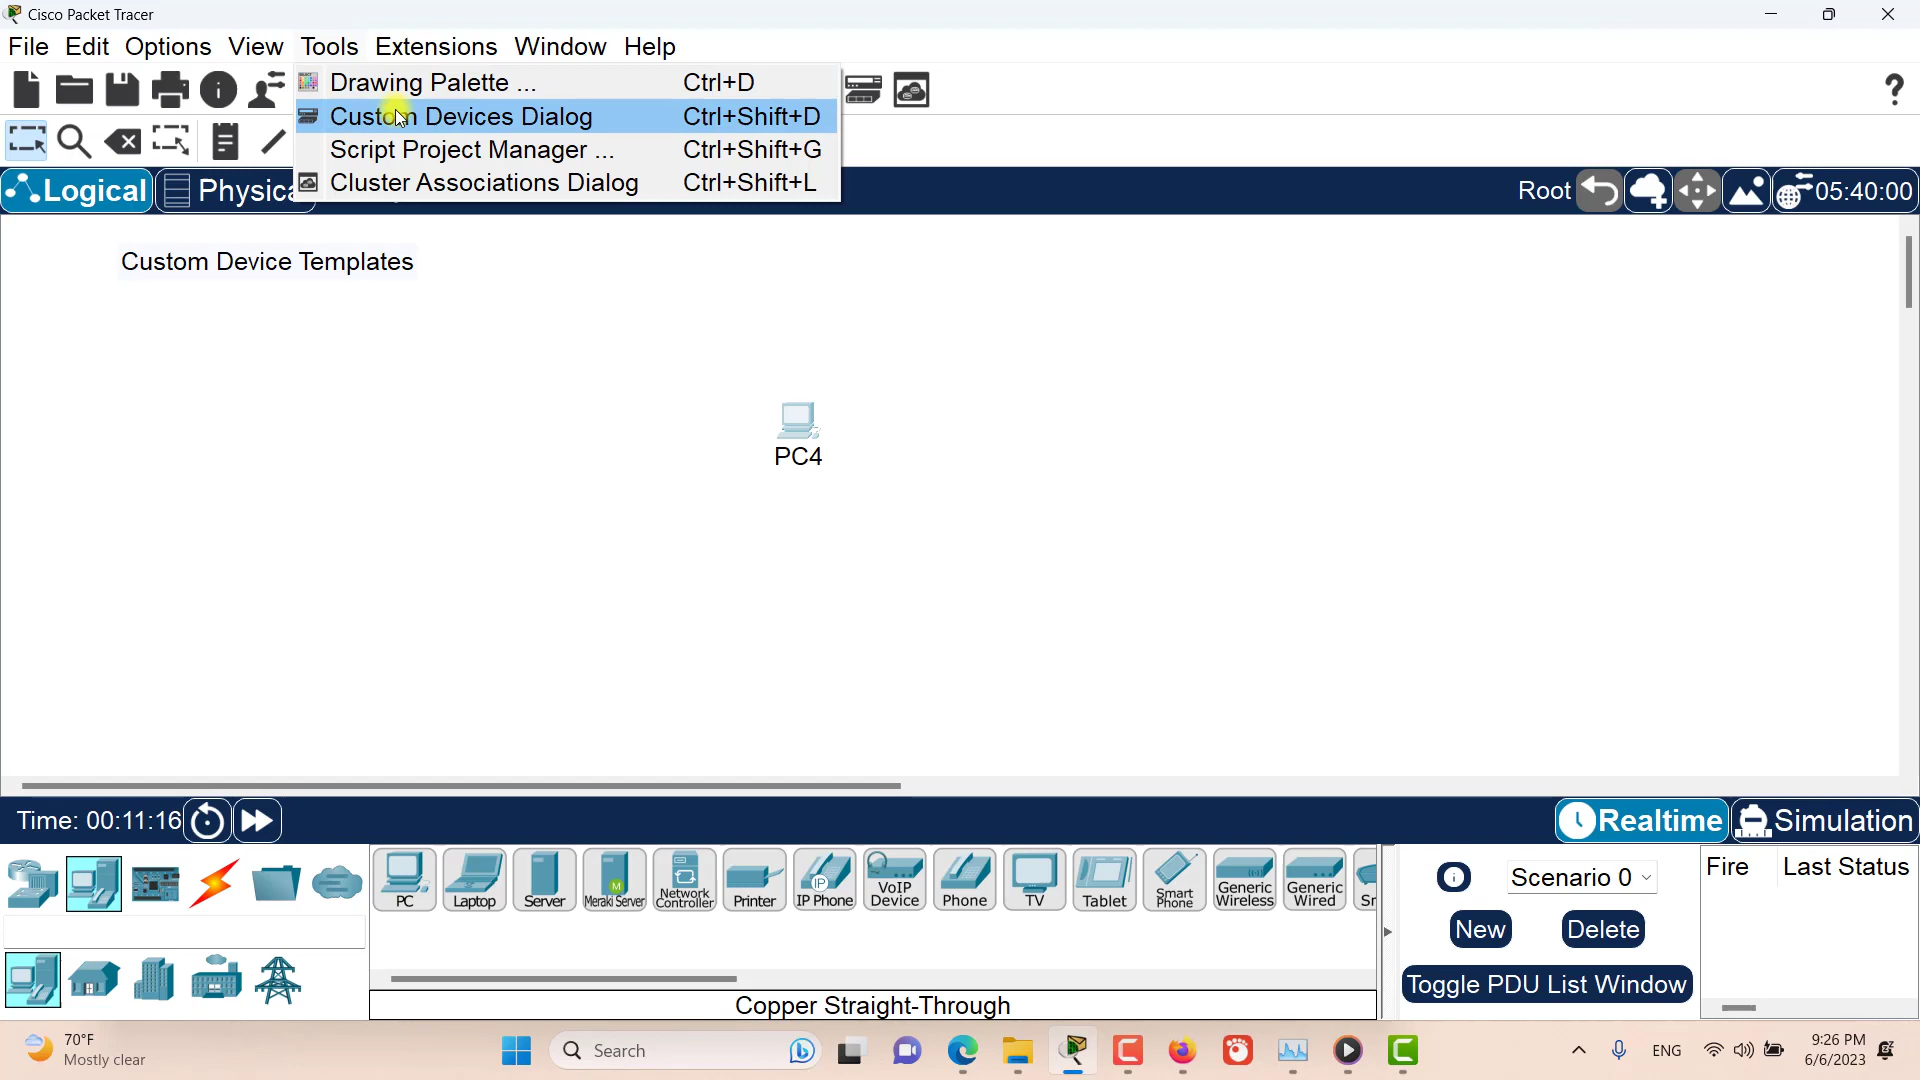 Cisco Packet Tracer
File Edit Options View Tools Extensions Window Help
Drawing Palette ... Ctrl+D
Custom Devices Dialog Ctrl+Shift+D
Script Project Manager ... Ctrl+Shift+G
Cluster Associations Dialog Ctrl+Shift+L
Logical Physica Root 05:40:00
Custom Device Templates
PC4
Time: 00:11:16 Realtime Simulation
PC Laptop Server Meraki Server Network Controller Printer IP Phone VoIP Device Phone TV Tablet Smart Phone Generic Wireless Generic Wired Sr
IP
M
Scenario 0
New Delete
Toggle PDU List Window
Fire Last Status
Copper Straight-Through
70°F
Mostly clear
Search
ENG
9:26 PM
6/6/2023